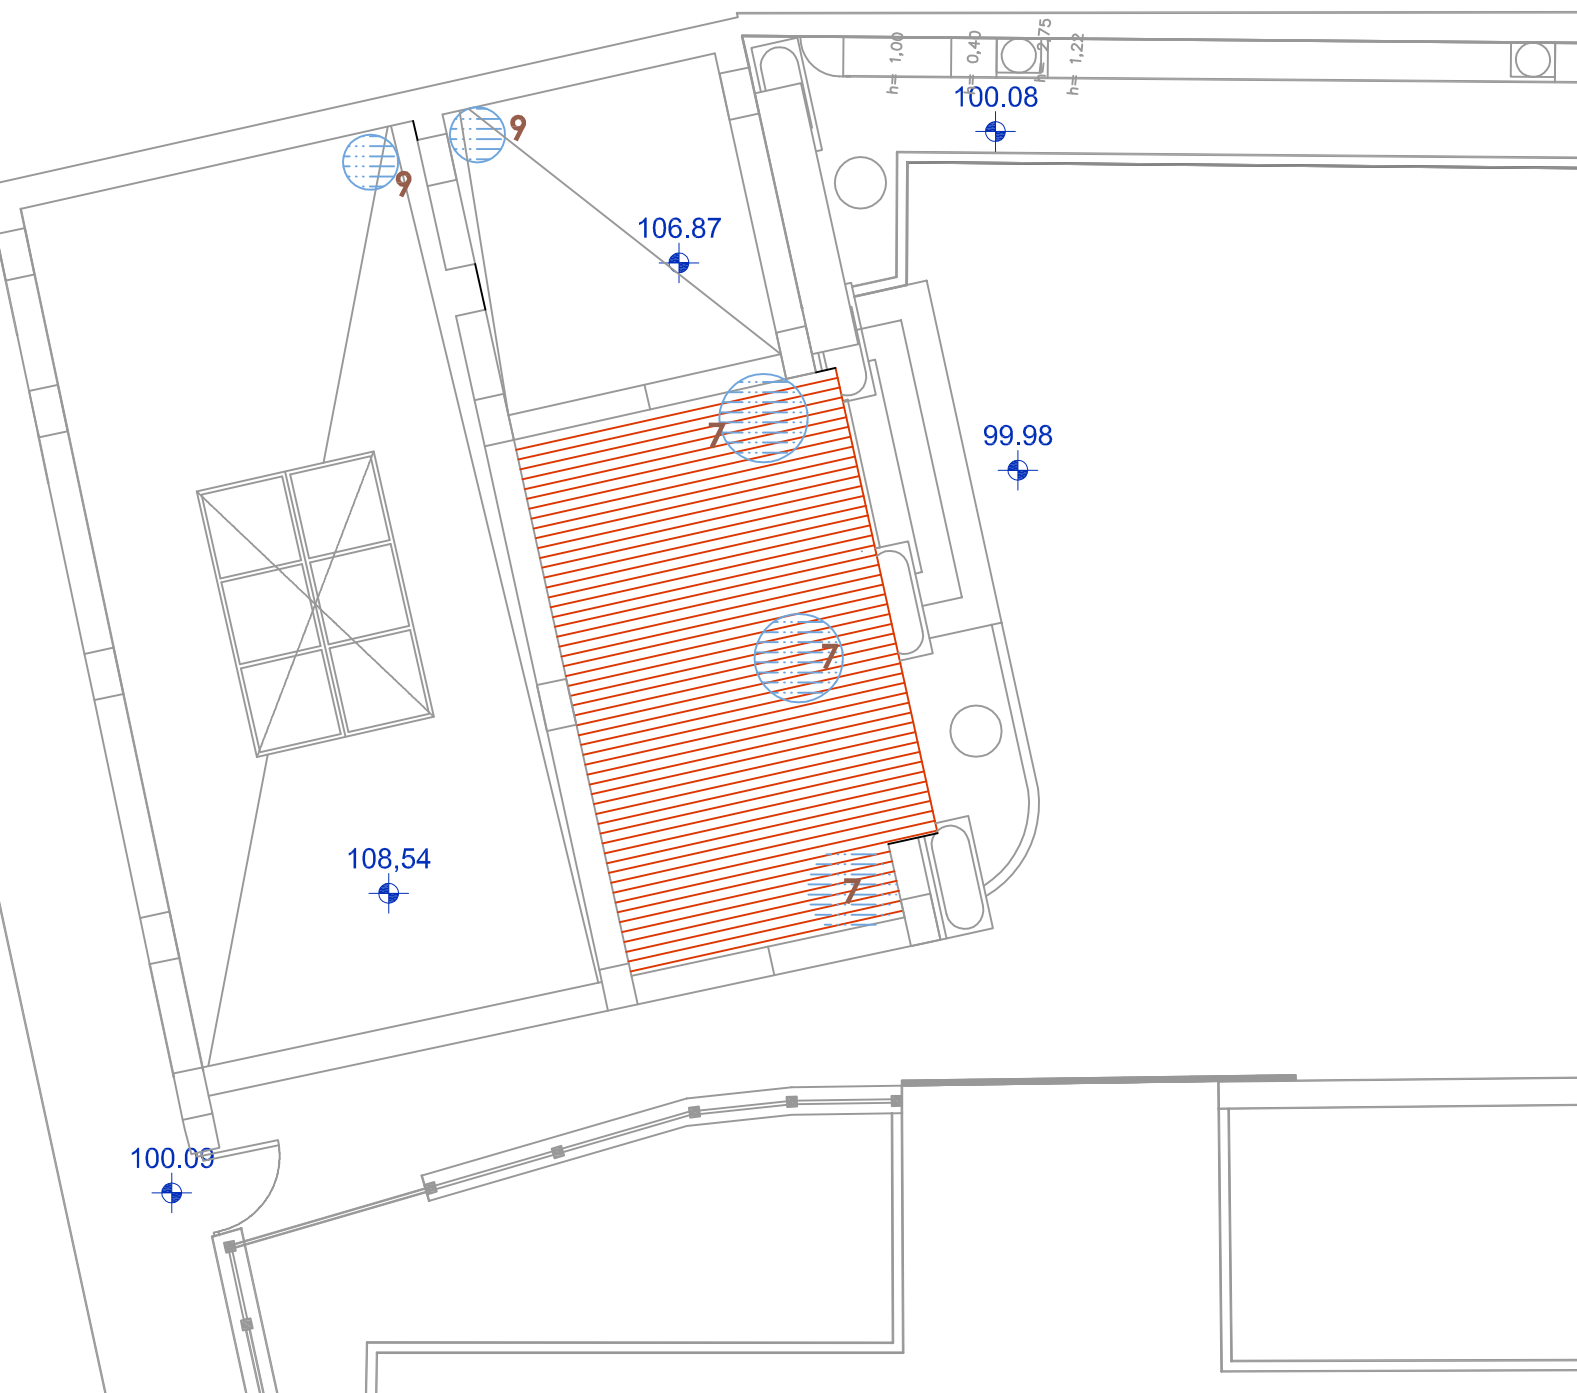 h= 1,00
h= 0,40
h= 2,75
h= 1,22
100.08
9
9
106.87
7
99.98
7
108,54
7
100.09